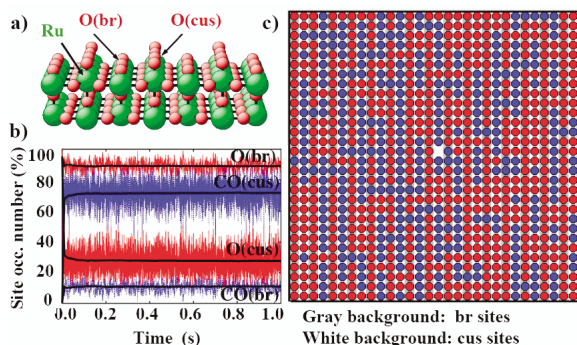 a)
O(br)
O(cus)
Ru
b)
Site occ. number (%)
100
80
60
40
20
0
O(br)
CO(cus)
O(cus)
CO(br)
0.0 0.2 0.4 0.6 0.8 1.0
Time (s)
c)
Gray background: br sites
White background: cus sites